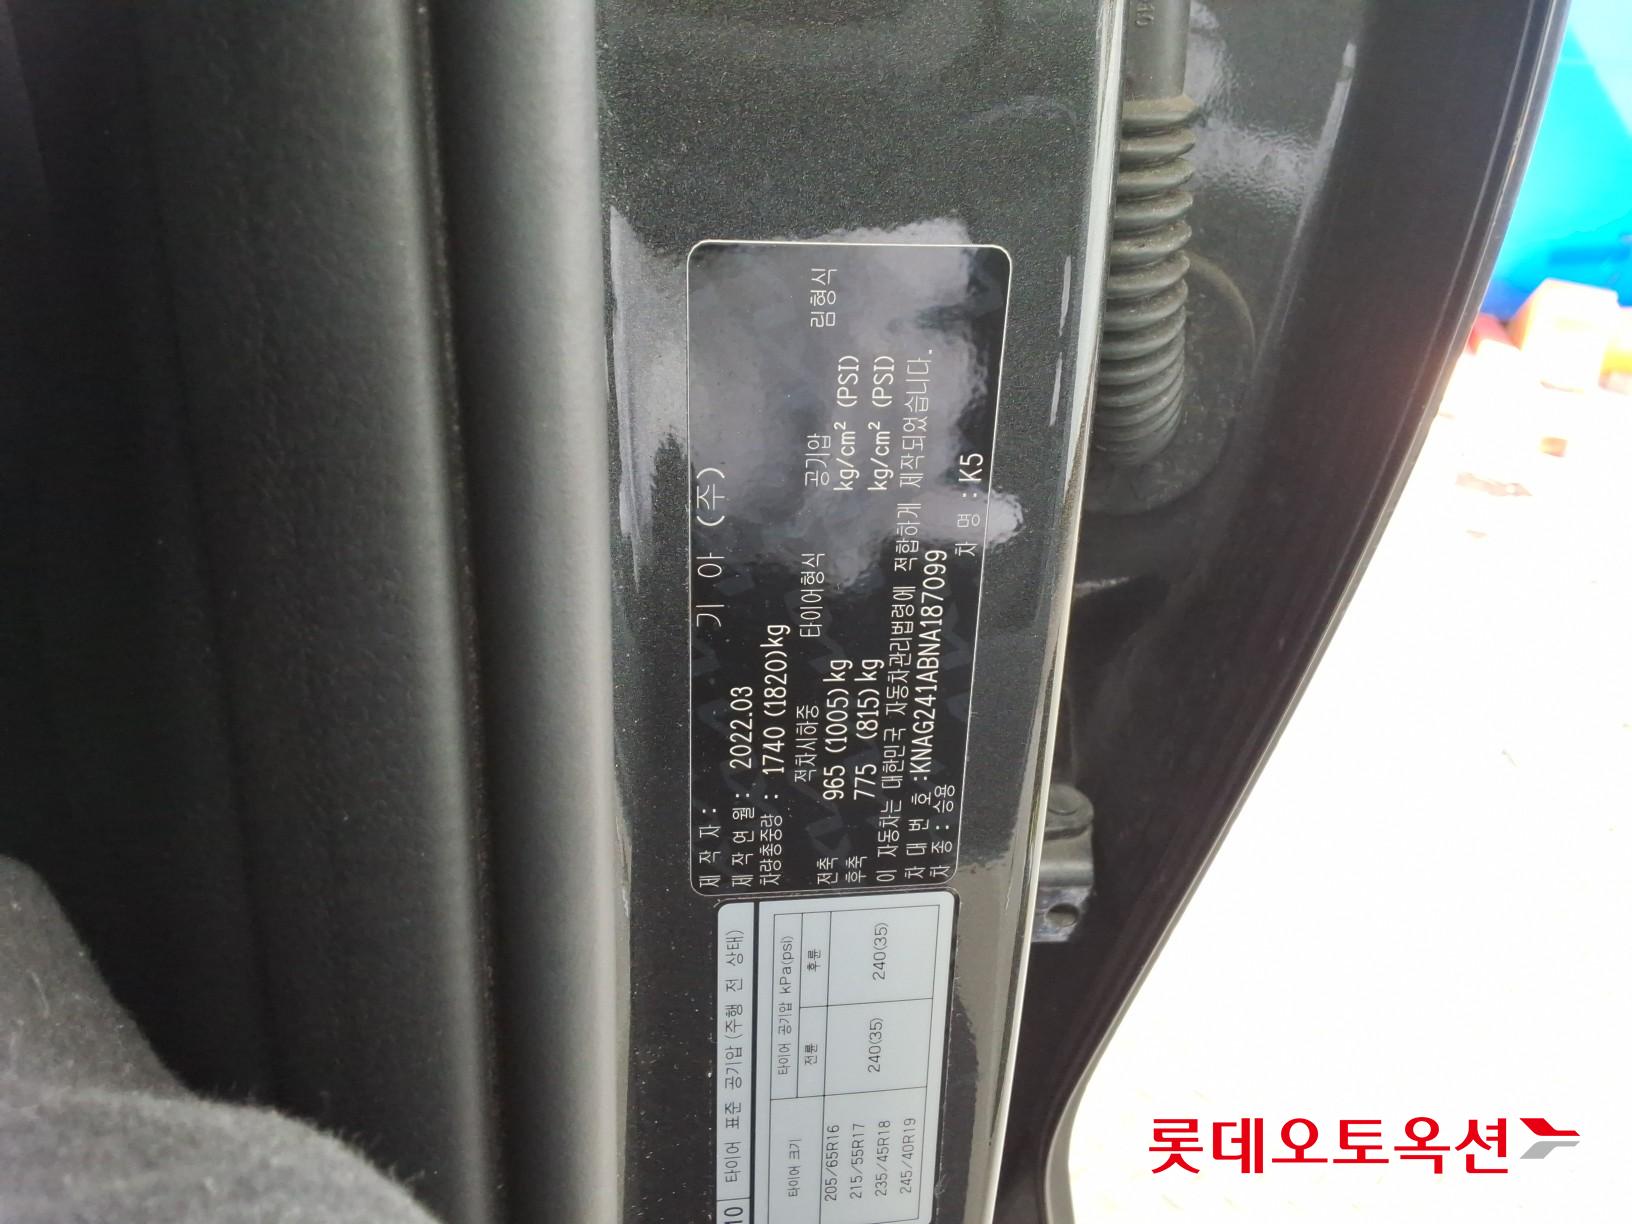 제 작 자 : 기 아 (주)
제 작 연 월 : 2022.03
차량총중량 : 1740 (1820)kg
적차시하중 타이어형식 공기압 림형식
전축 965 (1005)kg kg/cm² (PSI)
후축 775 (815)kg kg/cm² (PSI)
이 자동차는 대한민국 자동차관리법령에 적합하게 제작되었습니다.
차 대 번 호 :KNAG241ABNA187099
차 종 : 승용 차 명 :K5
10 타이어 표준 공기압 (주행 전 상태)
타이어 크기 타이어 공기압 kPa(psi)
전륜 후륜
205/65R16
215/55R17
235/45R18
245/40R19
240(35) 240(35)
롯데오토옥션